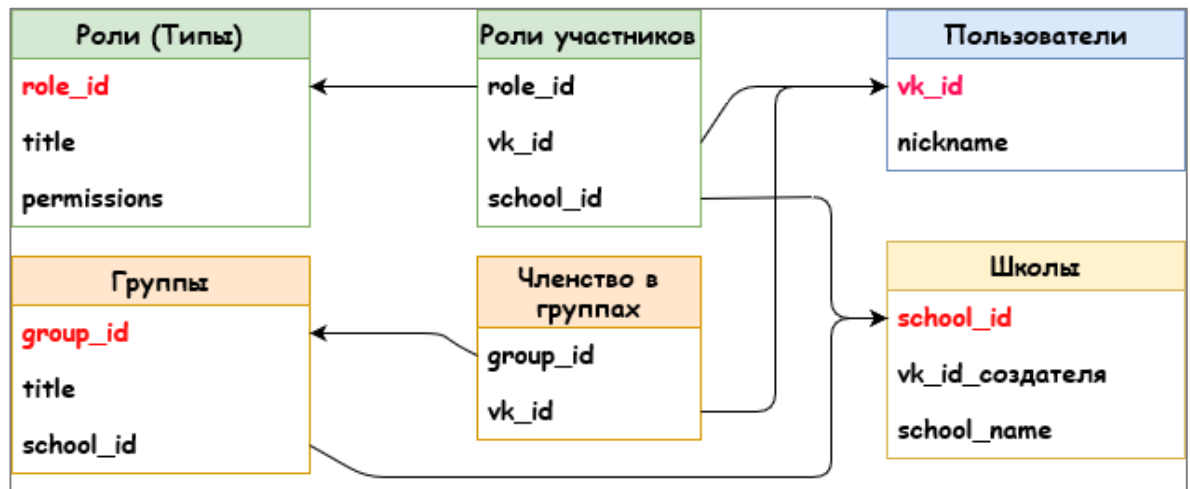 Роли (Типы)
role_id
title
permissions
Роли участников
role_id
vk_id
school_id
Пользователи
vk_id
nickname
Группы
group_id
title
school_id
Членство в
группах
group_id
vk_id
Школы
school_id
vk_id_создателя
school_name